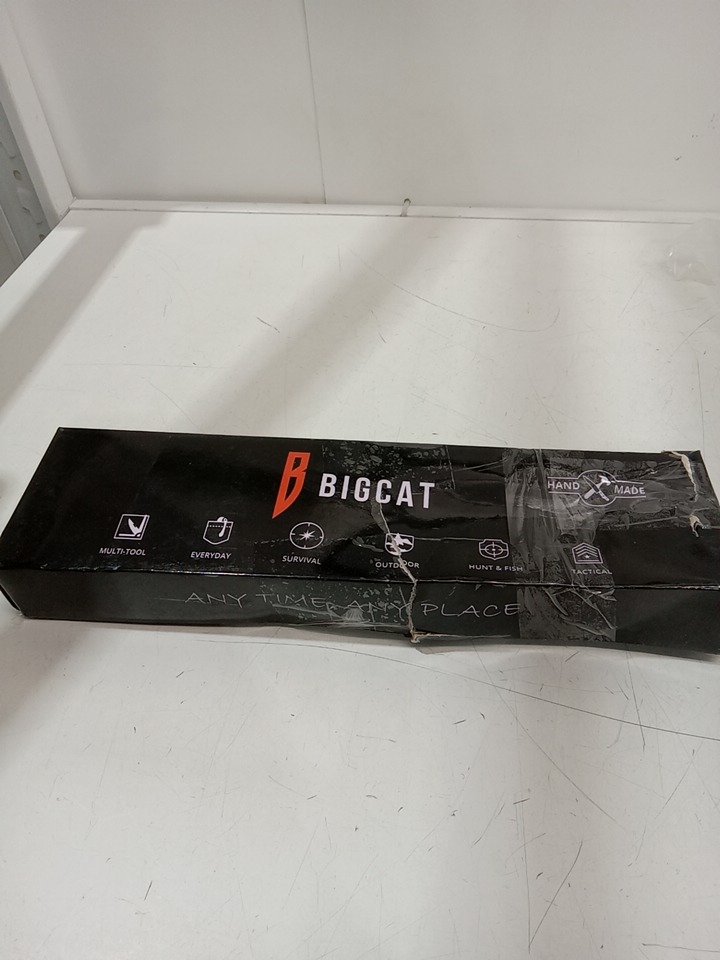 BIGCAT
HAND MADE
MULTI-TOOL
EVERYDAY
SURVIVAL
OUTDOOR
HUNT & FISH
TACTICAL
ANY TIME, ANY PLACE